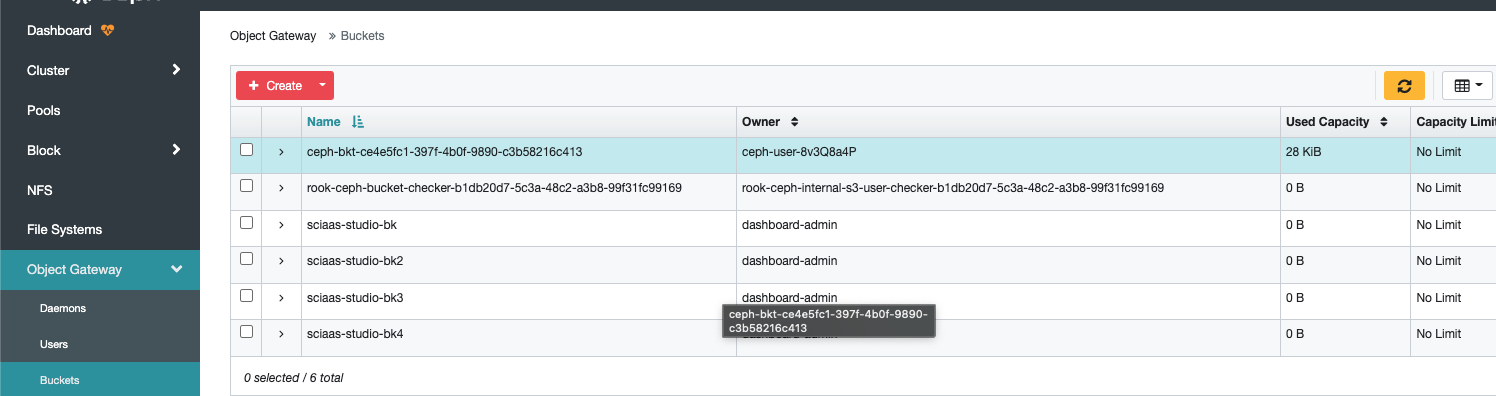 Dashboard
Cluster
Pools
Block
NFS
File Systems
Object Gateway
Daemons
Users
Buckets
Object Gateway » Buckets
+ Create
Name Owner Used Capacity Capacity Limit
ceph-bkt-ce4e5fc1-397f-4b0f-9890-c3b58216c413 ceph-user-8v3Q8a4P 28 KiB No Limit
rook-ceph-bucket-checker-b1db20d7-5c3a-48c2-a3b8-99f31fc99169 rook-ceph-internal-s3-user-checker-b1db20d7-5c3a-48c2-a3b8-99f31fc99169 0 B No Limit
sciaas-studio-bk dashboard-admin 0 B No Limit
sciaas-studio-bk2 dashboard-admin 0 B No Limit
sciaas-studio-bk3 dashboard-admin 0 B No Limit
ceph-bkt-ce4e5fc1-397f-4b0f-9890-
c3b58216c413
sciaas-studio-bk4 dashboard-admin 0 B No Limit
0 selected / 6 total